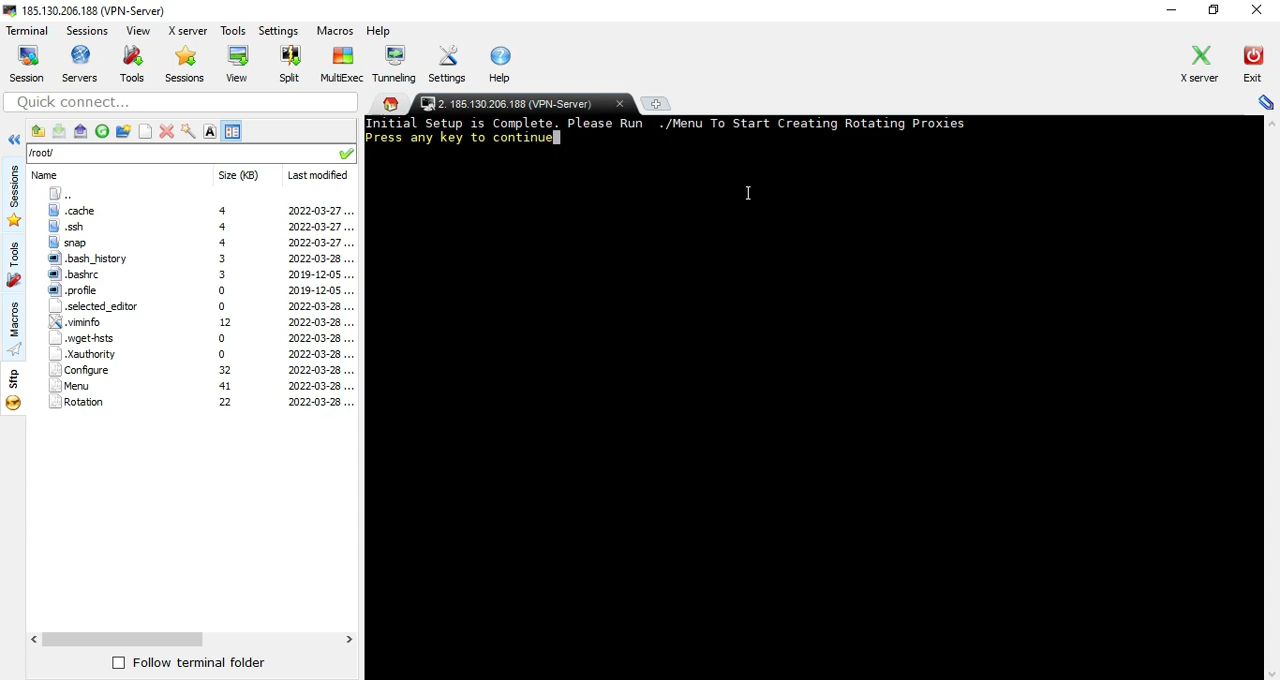 185.130.206.188 (VPN-Server)
Terminal Sessions View X server Tools Settings Macros Help
Session Servers Tools Sessions View Split MultiExec Tunneling Settings Help X server Exit
Quick connect...
2. 185.130.206.188 (VPN-Server)
/root/
Name Size (KB) Last modified
..
.cache 4 2022-03-27 ...
.ssh 4 2022-03-27 ...
snap 4 2022-03-27 ...
.bash_history 3 2022-03-28 ...
.bashrc 3 2019-12-05 ...
.profile 0 2019-12-05 ...
.selected_editor 0 2022-03-28 ...
.viminfo 12 2022-03-28 ...
.wget-hsts 0 2022-03-28 ...
.Xauthority 0 2022-03-28 ...
Configure 32 2022-03-28 ...
Menu 41 2022-03-28 ...
Rotation 22 2022-03-28 ...
Follow terminal folder
Sessions
Tools
Macros
Sftp
Initial Setup is Complete. Please Run  ./Menu To Start Creating Rotating Proxies
Press any key to continue